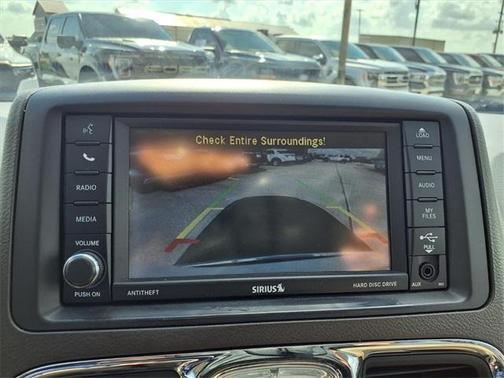 Check Entire Surroundings!
LOAD
MENU
RADIO
AUDIO
MEDIA
MY
FILES
VOLUME
PULL
PUSH ON
ANTITHEFT
SIRIUS
HARD DISC DRIVE
AUX